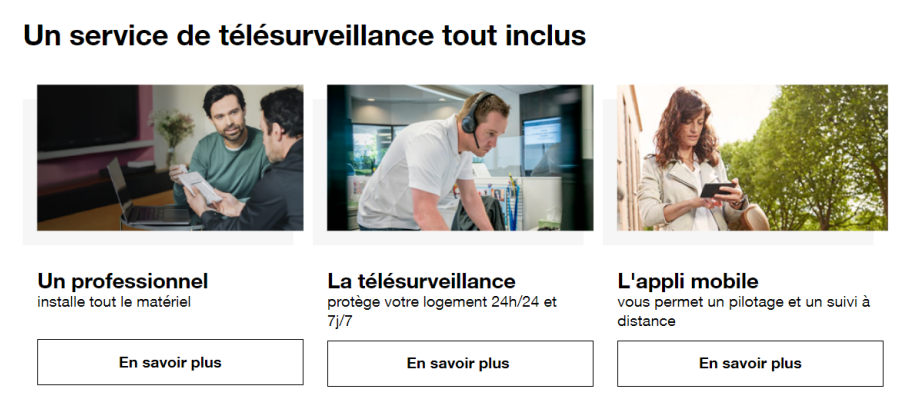 Un service de télésurveillance tout inclus
Un professionnel
installe tout le matériel
En savoir plus
La télésurveillance
protège votre logement 24h/24 et
7j/7
En savoir plus
L'appli mobile
vous permet un pilotage et un suivi à
distance
En savoir plus